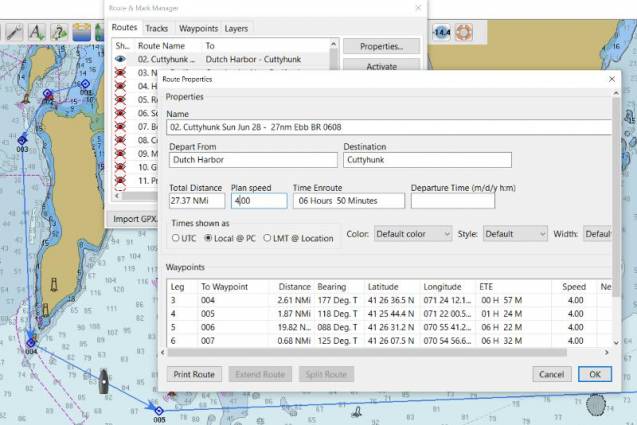 Route & Mark Manager
Routes Tracks Waypoints Layers
Sh... Route Name To
02. Cuttyhunk ... Dutch Harbor - Cuttyhunk
Properties...
Activate
03. N
04. H
05. R
06. Se
07. B
08. C
09. M
10. G
11. P
Import GPX.
-14.4
Route Properties
Properties
Name
02. Cuttyhunk Sun Jun 28 - 27nm Ebb BR 0608
Depart From Destination
Dutch Harbor Cuttyhunk
Total Distance Plan speed Time Enroute Departure Time (m/d/y h:m)
27.37 NMi 4.00 06 Hours 50 Minutes
Times shown as
UTC Local @ PC LMT @ Location
Color: Default color Style: Default Width: Defau
Waypoints
Leg To Waypoint Distance Bearing Latitude Longitude ETE Speed Ne
3 004 2.61 NMi 177 Deg. T 41 26 36.5 N 071 24 12.1... 00 H 57 M 4.00
4 005 1.87 NMi 118 Deg. T 41 25 44.4 N 071 22 00.5... 01 H 24 M 4.00
5 006 19.82 N... 088 Deg. T 41 26 31.2 N 070 55 41.2... 06 H 22 M 4.00
6 007 0.68 NMi 125 Deg. T 41 26 07.5 N 070 54 56.6... 00 H 32 M 4.00
Print Route Extend Route Split Route Cancel OK
001
002
003
004
005